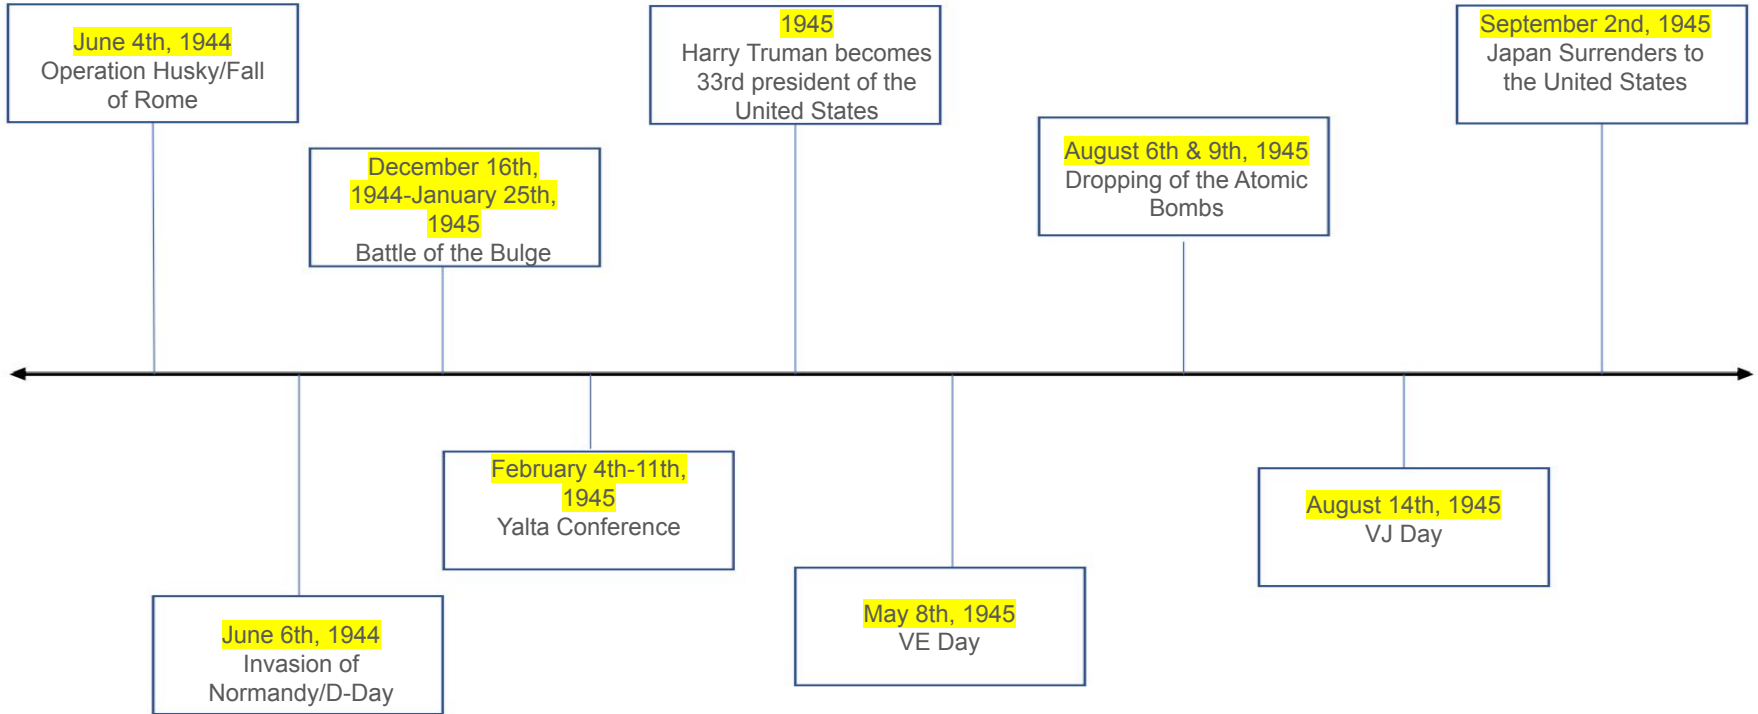 June 4th, 1944
Operation Husky/Fall
of Rome
June 6th, 1944
Invasion of
Normandy/D-Day
December 16th,
1944-January 25th,
1945
Battle of the Bulge
February 4th-11th,
1945
Yalta Conference
1945
Harry Truman becomes
33rd president of the
United States
May 8th, 1945
VE Day
August 6th & 9th, 1945
Dropping of the Atomic
Bombs
August 14th, 1945
VJ Day
September 2nd, 1945
Japan Surrenders to
the United States